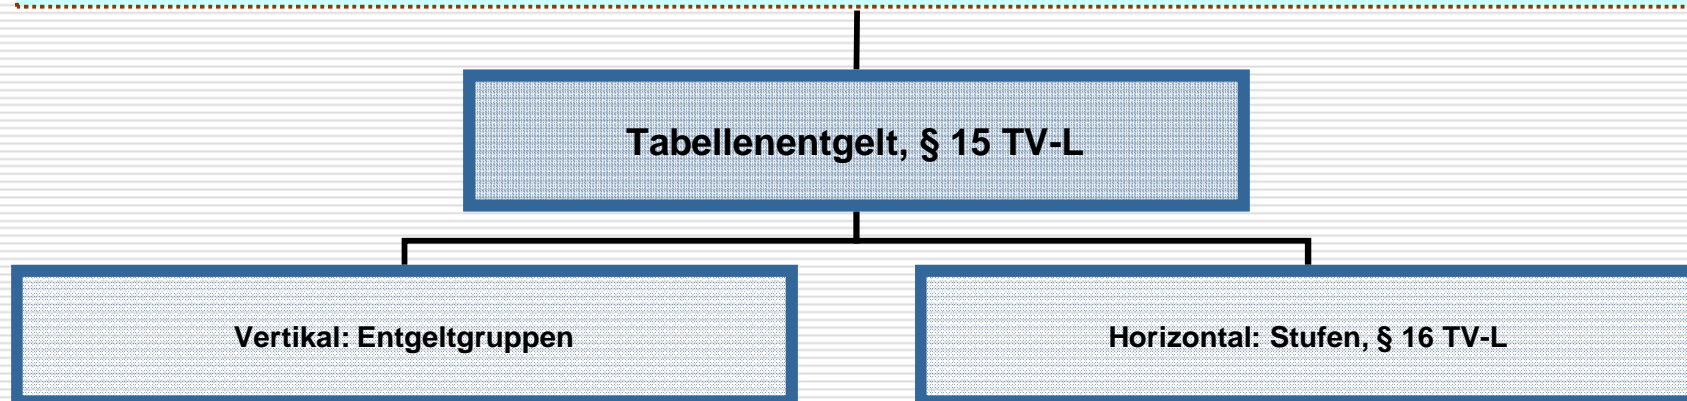 Tabellenentgelt, § 15 TV-L
Vertikal: Entgeltgruppen
Horizontal: Stufen, § 16 TV-L